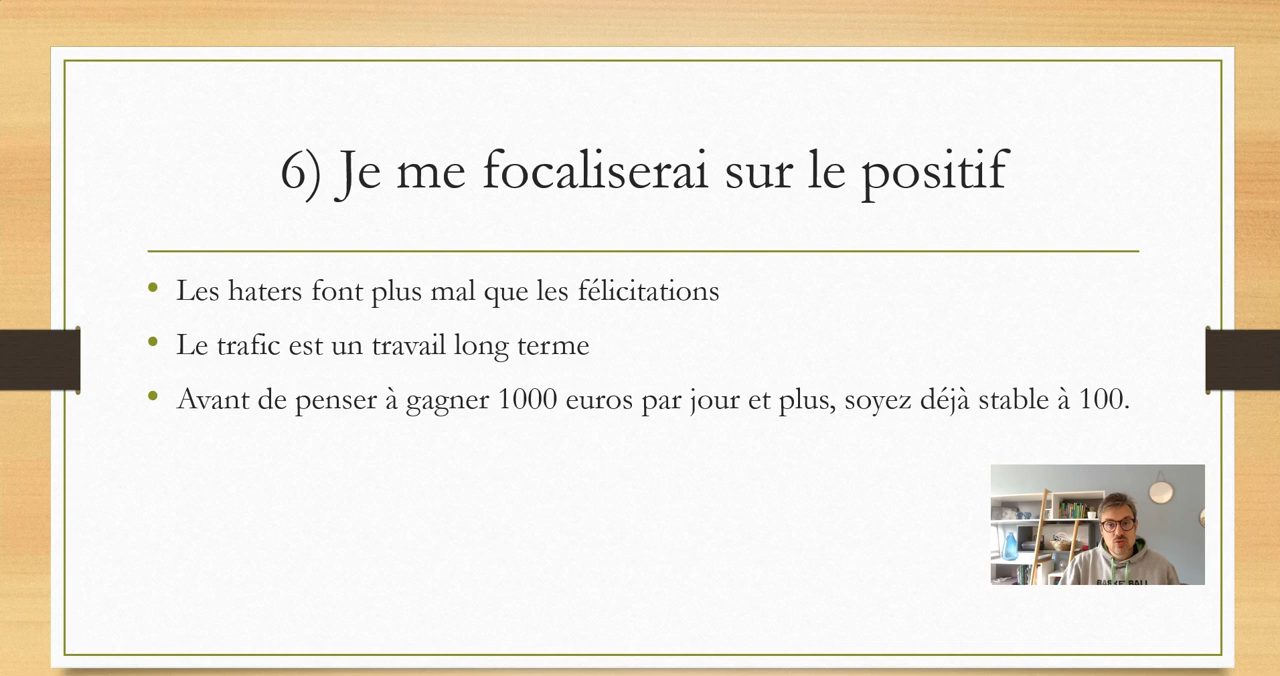 6) Je me focaliserai sur le positif
Les haters font plus mal que les félicitations
Le trafic est un travail long terme
Avant de penser à gagner 1000 euros par jour et plus, soyez déjà stable à 100.
BASKETBALL